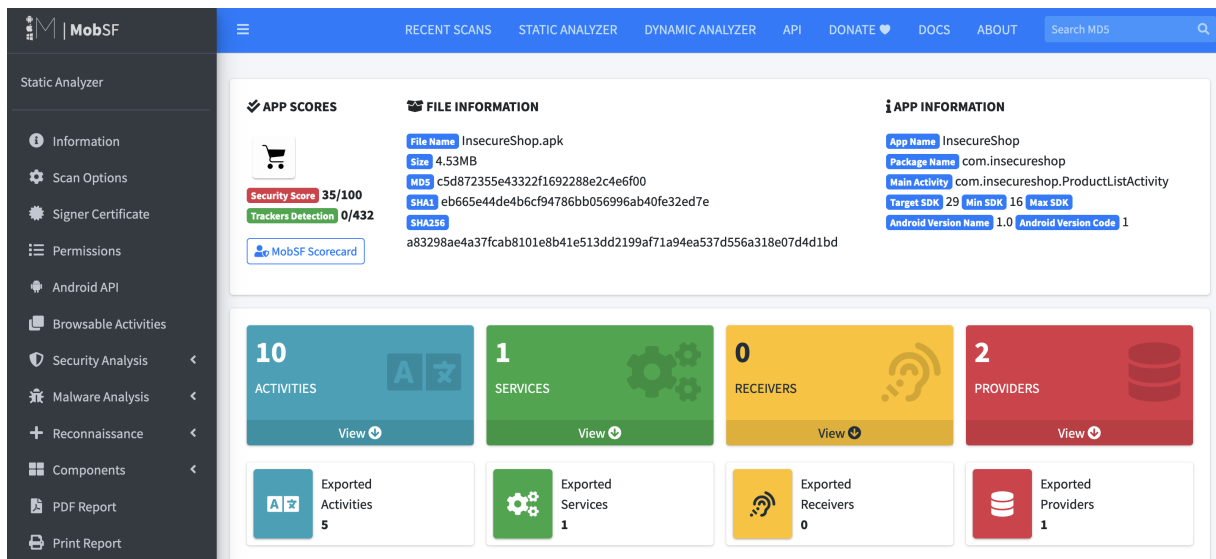 M | MobSF
RECENT SCANS STATIC ANALYZER DYNAMIC ANALYZER API DONATE DOCS ABOUT Search MD5
Static Analyzer
Information
Scan Options
Signer Certificate
Permissions
Android API
Browsable Activities
Security Analysis
Malware Analysis
Reconnaissance
Components
PDF Report
Print Report
APP SCORES
Security Score 35/100
Trackers Detection 0/432
MobSF Scorecard
FILE INFORMATION
File Name InsecureShop.apk
Size 4.53MB
MD5 c5d872355e43322f1692288e2c4e6f00
SHA1 eb665e44de4b6cf94786bb056996ab40fe32ed7e
SHA256
a83298ae4a37fcab8101e8b41e513dd2199af71a94ea537d556a318e07d4d1bd
APP INFORMATION
App Name InsecureShop
Package Name com.insecureshop
Main Activity com.insecureshop.ProductListActivity
Target SDK 29 Min SDK 16 Max SDK
Android Version Name 1.0 Android Version Code 1
10
ACTIVITIES
View
1
SERVICES
View
0
RECEIVERS
View
2
PROVIDERS
View
Exported
Activities
5
Exported
Services
1
Exported
Receivers
0
Exported
Providers
1